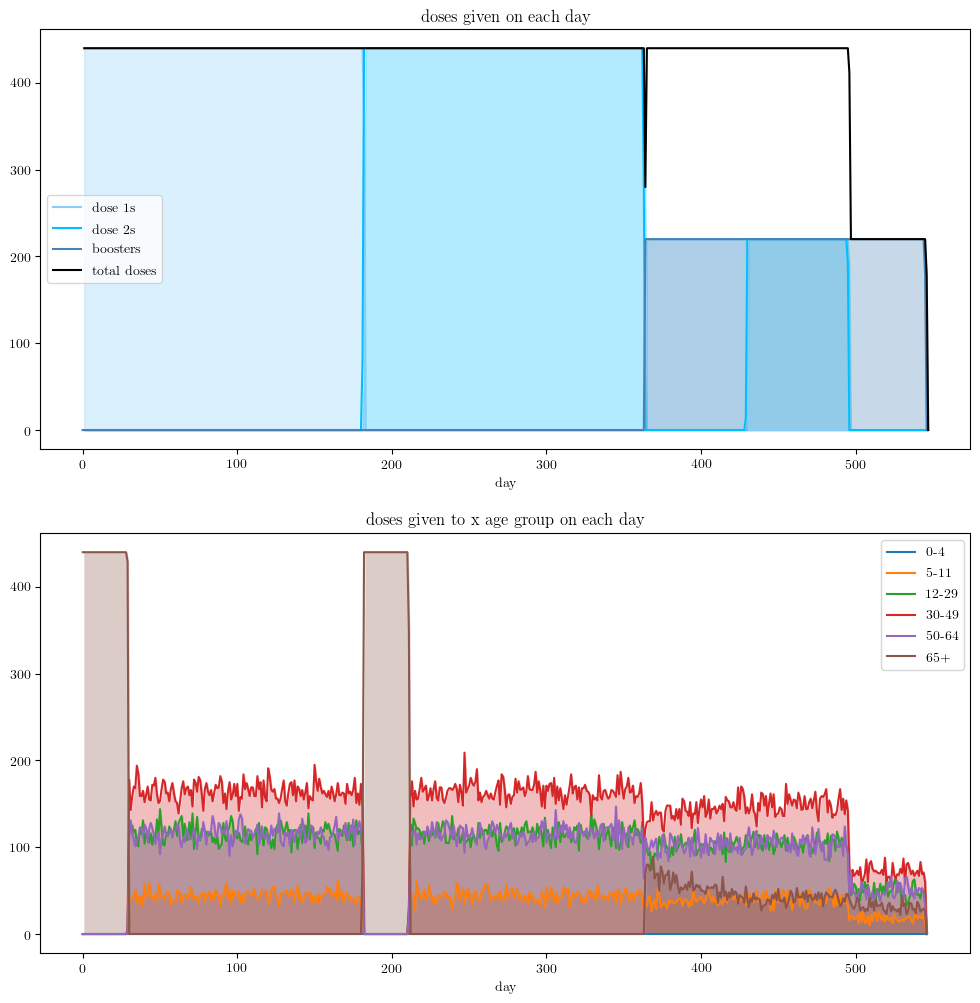 doses given on each day
400
300
200
100
0
dose 1s
dose 2s
boosters
total doses
0 100 200 300 400 500
day
doses given to x age group on each day
400
300
200
100
0
0-4
5-11
12-29
30-49
50-64
65+
0 100 200 300 400 500
day